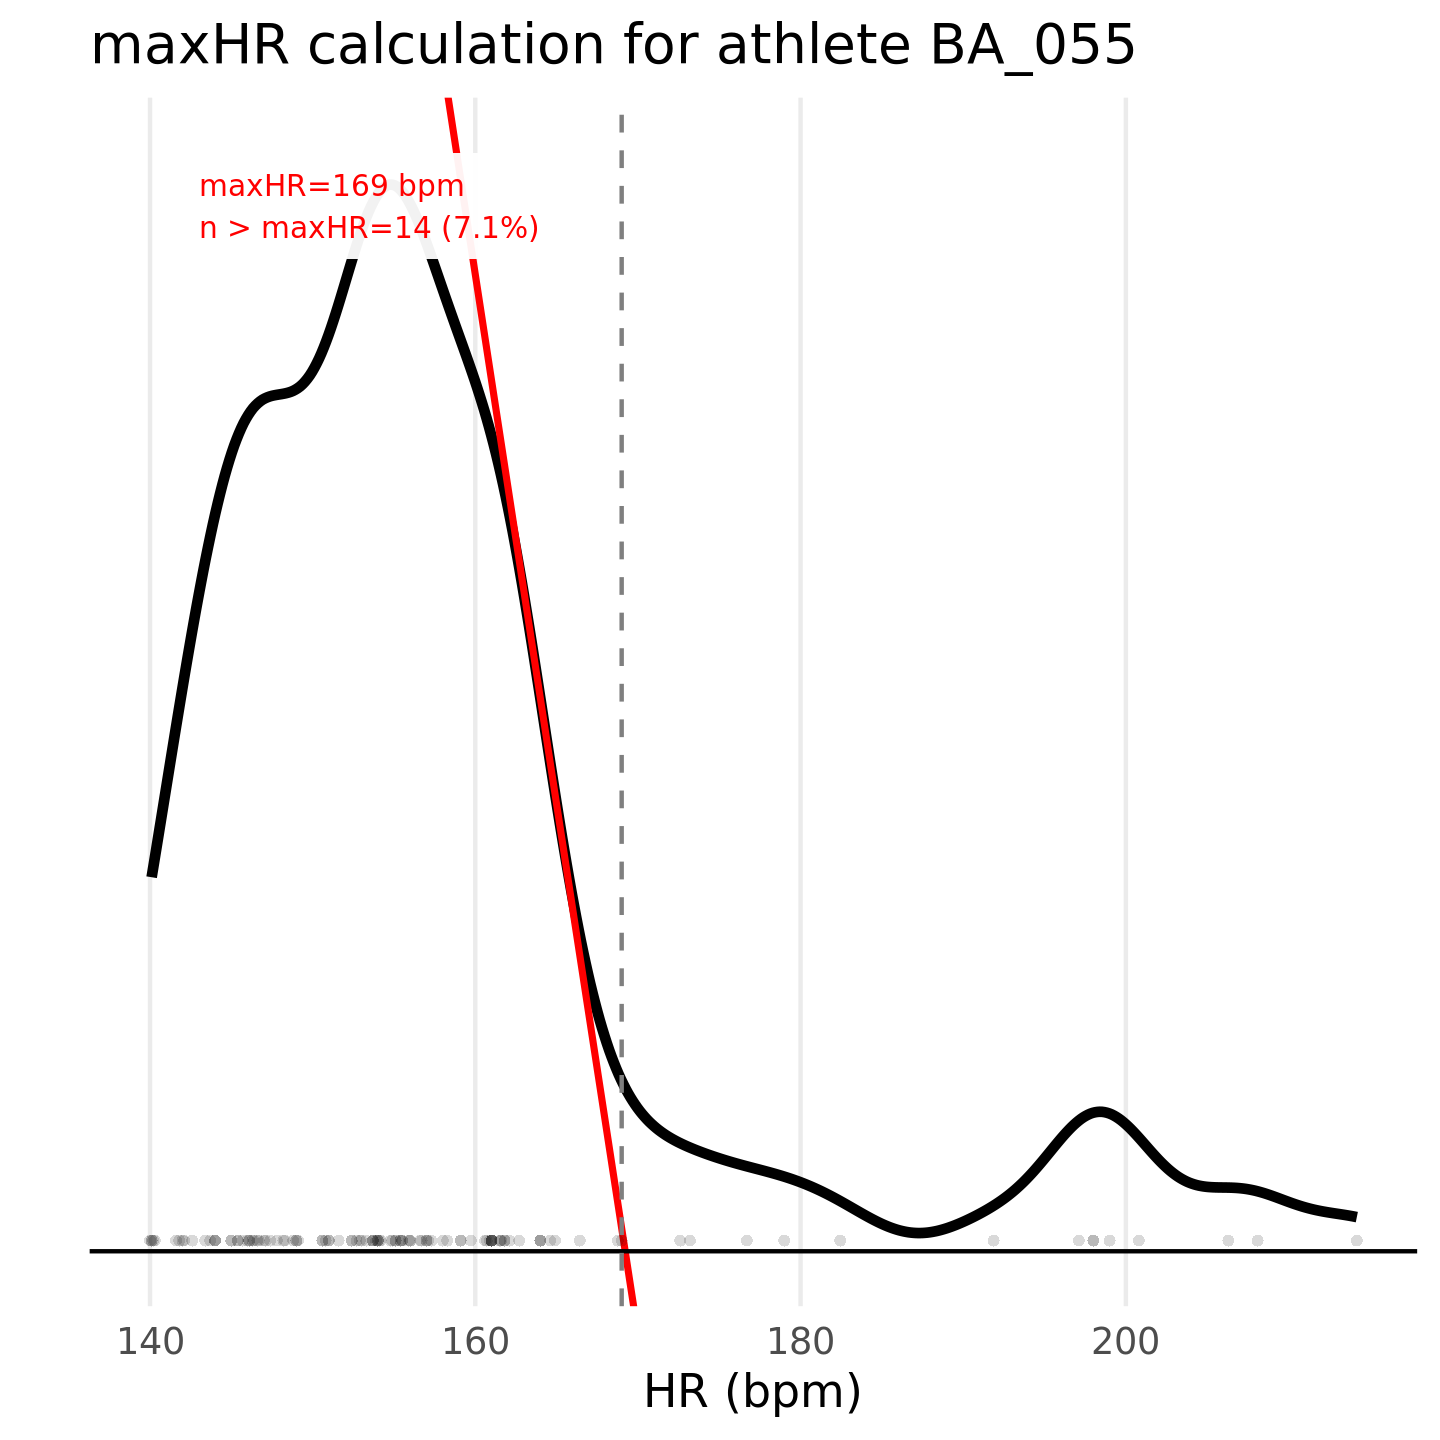 maxHR calculation for athlete BA_055
maxHR=169 bpm
n > maxHR=14 (7.1%)
140 160 180 200
HR (bpm)